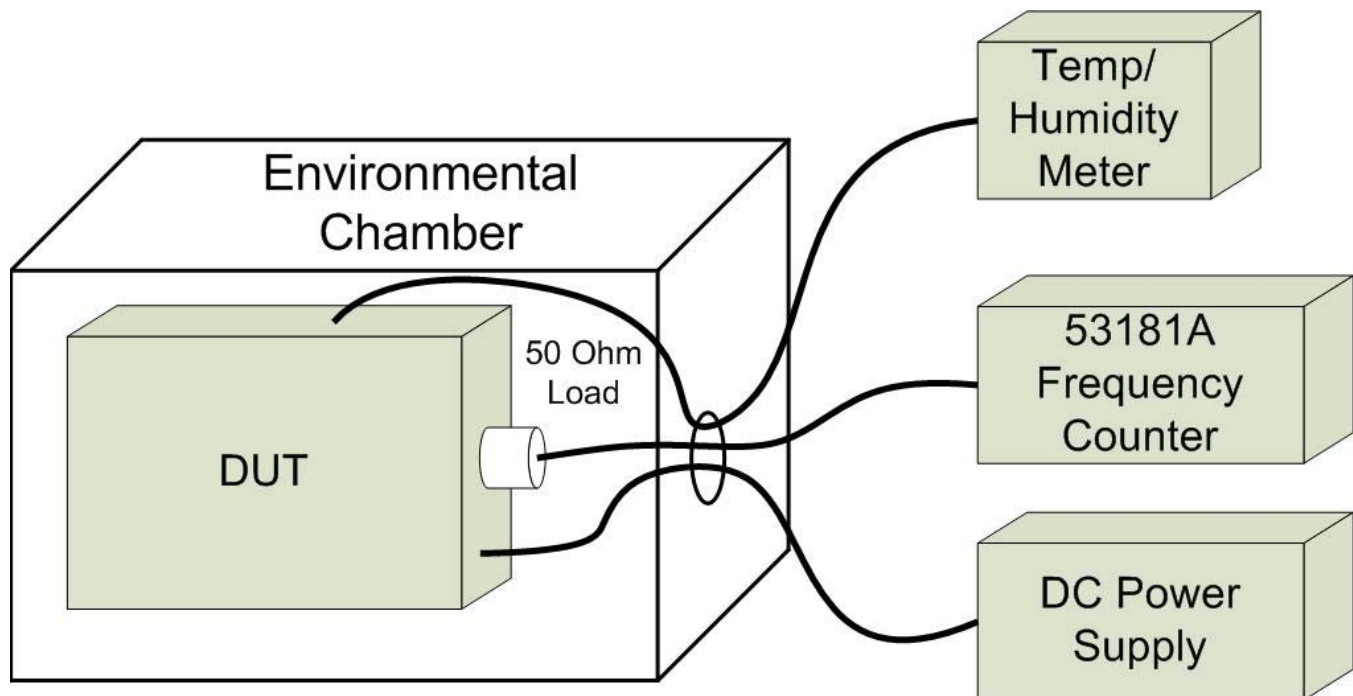 Environmental
Chamber
50 Ohm
Load
DUT
Temp/
Humidity
Meter
53181A
Frequency
Counter
DC Power
Supply